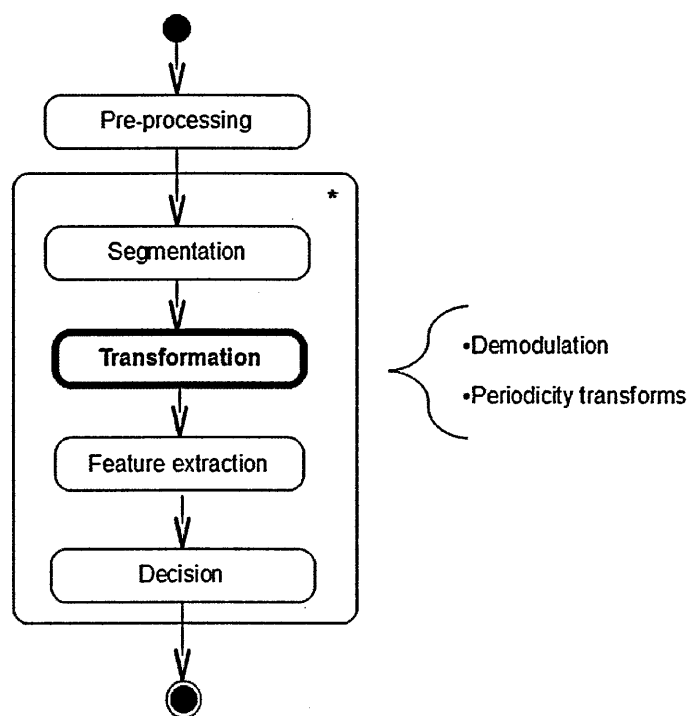 Pre-processing
*
Segmentation
Transformation
Feature extraction
Decision
•Demodulation
•Periodicity transforms